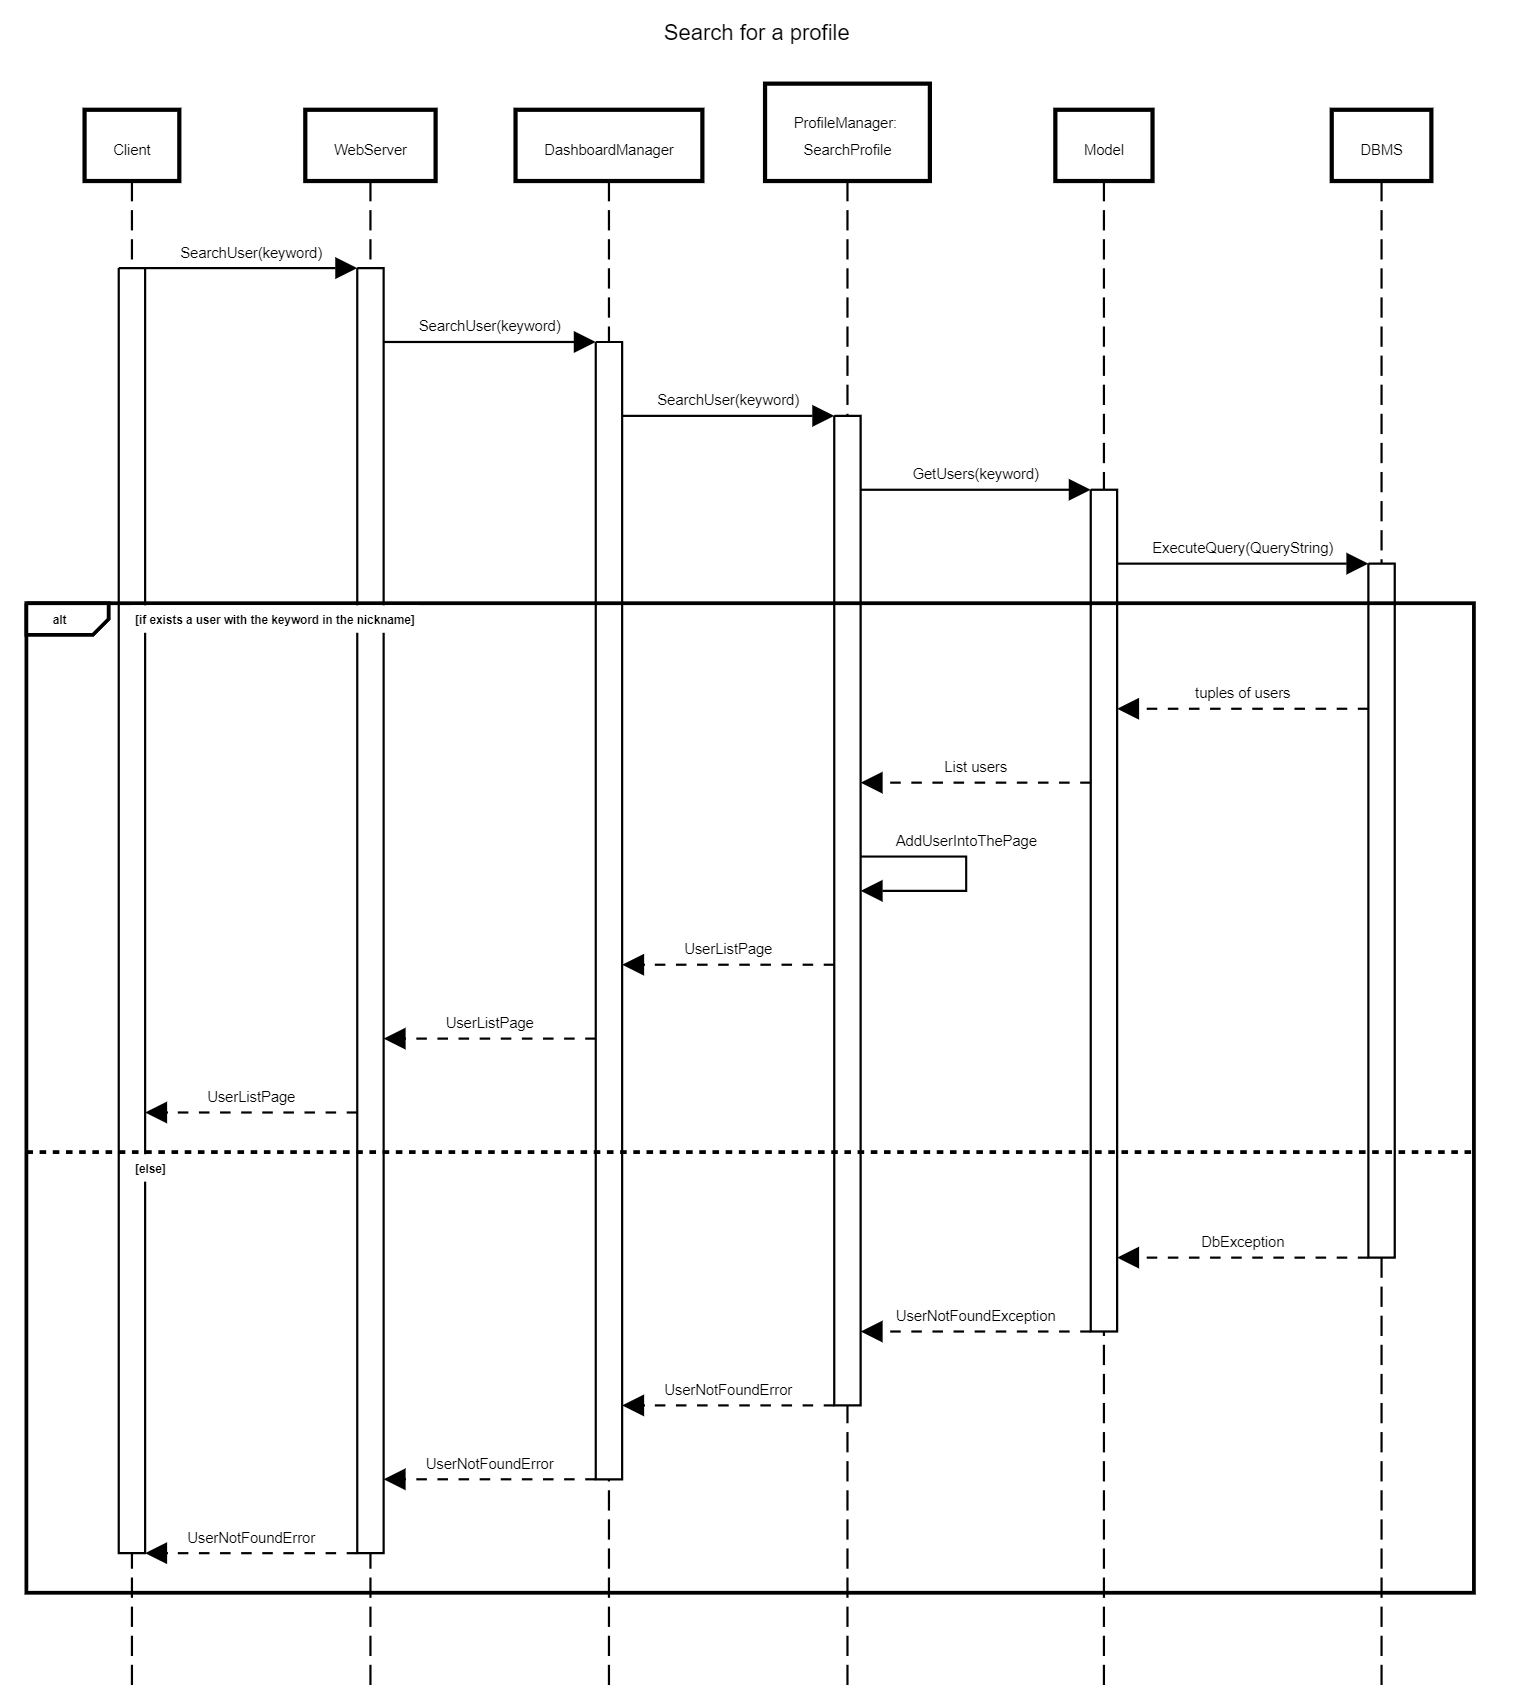 Search for a profile
Client
WebServer
DashboardManager
ProfileManager:
SearchProfile
Model
DBMS
SearchUser(keyword)
SearchUser(keyword)
SearchUser(keyword)
GetUsers(keyword)
ExecuteQuery(QueryString)
alt
[if exists a user with the keyword in the nickname]
tuples of users
List users
AddUserIntoThePage
UserListPage
UserListPage
UserListPage
[else]
DbException
UserNotFoundException
UserNotFoundError
UserNotFoundError
UserNotFoundError